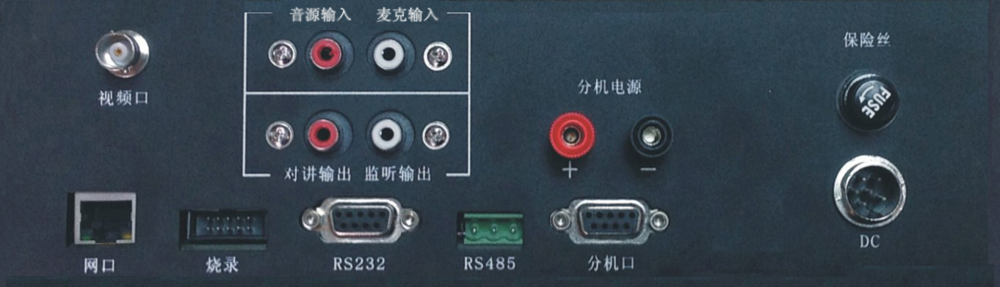 音源输入 麦克输入
保险丝
视频口
分机电源
FUSE
对讲输出 监听输出
+ −
DC
网口 烧录 RS232 RS485 分机口